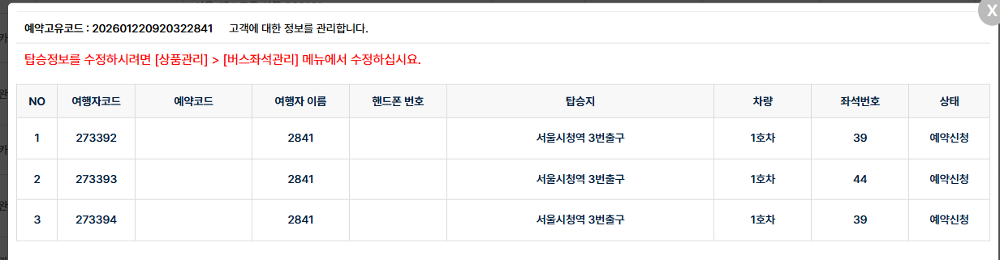 X
예약고유코드 : 202601220920322841 고객에 대한 정보를 관리합니다.
탑승정보를 수정하시려면 [상품관리] > [버스좌석관리] 메뉴에서 수정하십시요.
NO 여행자코드 예약코드 여행자 이름 핸드폰 번호 탑승지 차량 좌석번호 상태
1 273392 2841 서울시청역 3번출구 1호차 39 예약신청
2 273393 2841 서울시청역 3번출구 1호차 44 예약신청
3 273394 2841 서울시청역 3번출구 1호차 39 예약신청